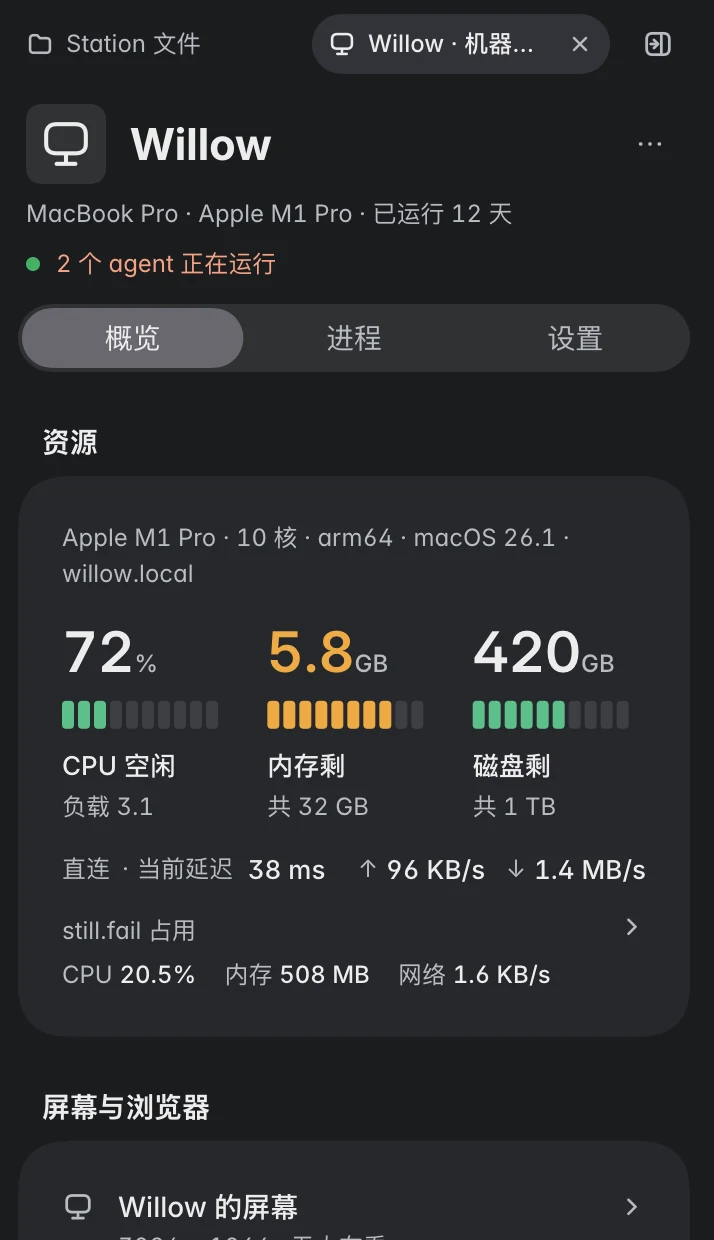 Station 文件
Willow · 机器...
Willow
MacBook Pro · Apple M1 Pro · 已运行 12 天
2 个 agent 正在运行
概览 进程 设置
资源
Apple M1 Pro · 10 核 · arm64 · macOS 26.1 ·
willow.local
72% 5.8GB 420GB
CPU 空闲 内存剩 磁盘剩
负载 3.1 共 32 GB 共 1 TB
直连 · 当前延迟 38 ms ↑ 96 KB/s ↓ 1.4 MB/s
still.fail 占用
CPU 20.5% 内存 508 MB 网络 1.6 KB/s
屏幕与浏览器
Willow 的屏幕